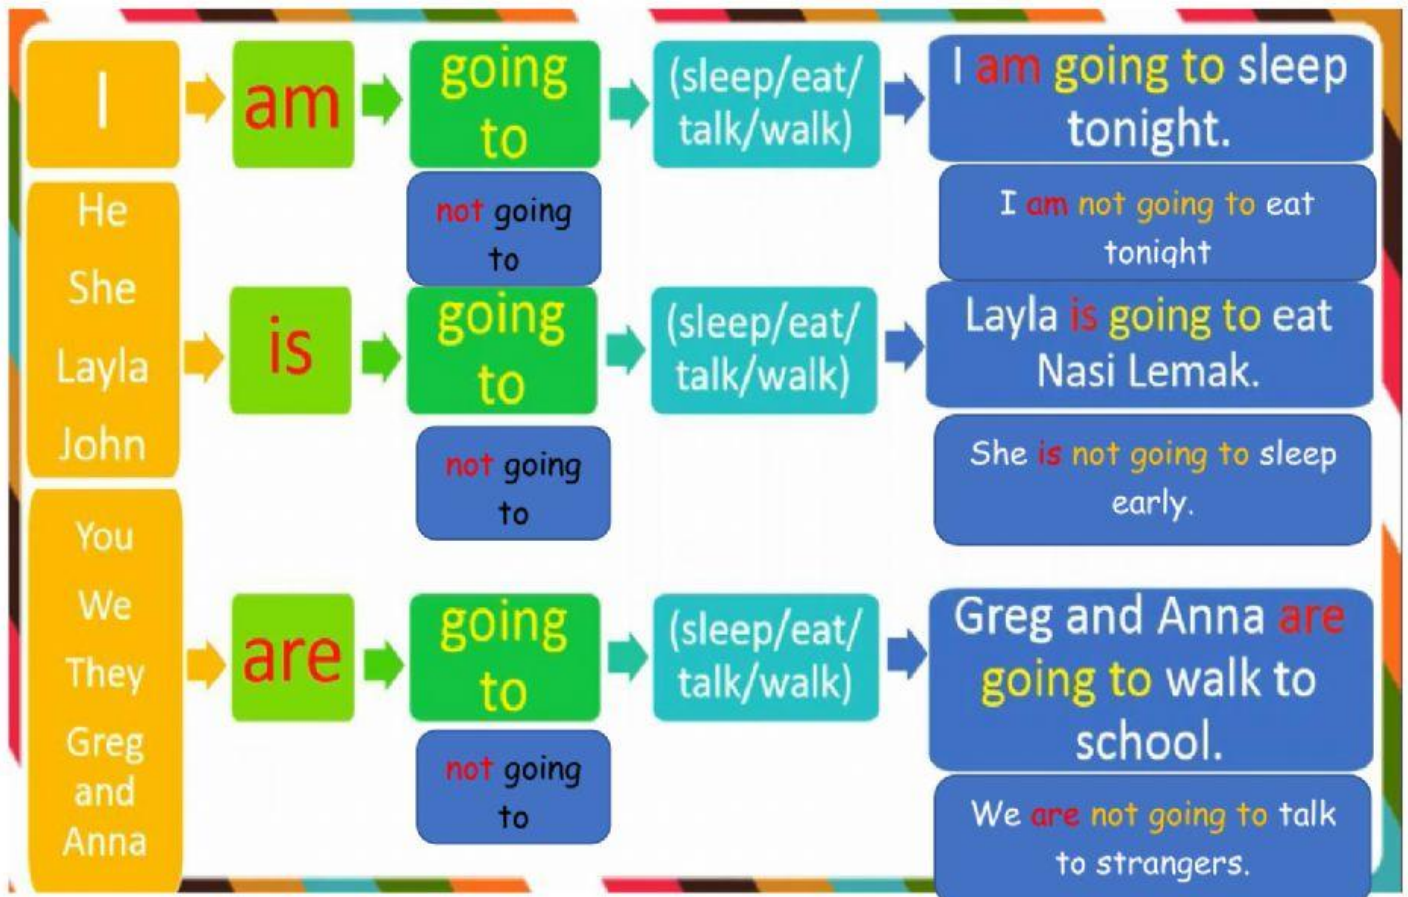 I
am
going
to
(sleep/eat/
talk/walk)
I am going to sleep
tonight.
not going
to
I am not going to eat
tonight
He
She
Layla
John
is
going
to
(sleep/eat/
talk/walk)
Layla is going to eat
Nasi Lemak.
not going
to
She is not going to sleep
early.
You
We
They
Greg
and
Anna
are
going
to
(sleep/eat/
talk/walk)
Greg and Anna are
going to walk to
school.
not going
to
We are not going to talk
to strangers.